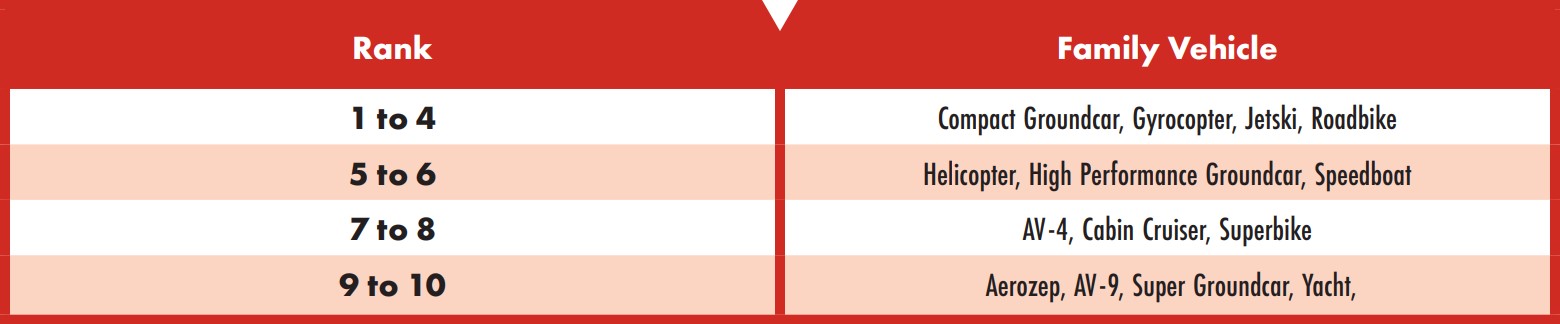 Rank Family Vehicle
1 to 4 Compact Groundcar, Gyrocopter, Jetski, Roadbike
5 to 6 Helicopter, High Performance Groundcar, Speedboat
7 to 8 AV-4, Cabin Cruiser, Superbike
9 to 10 Aerozep, AV-9, Super Groundcar, Yacht,